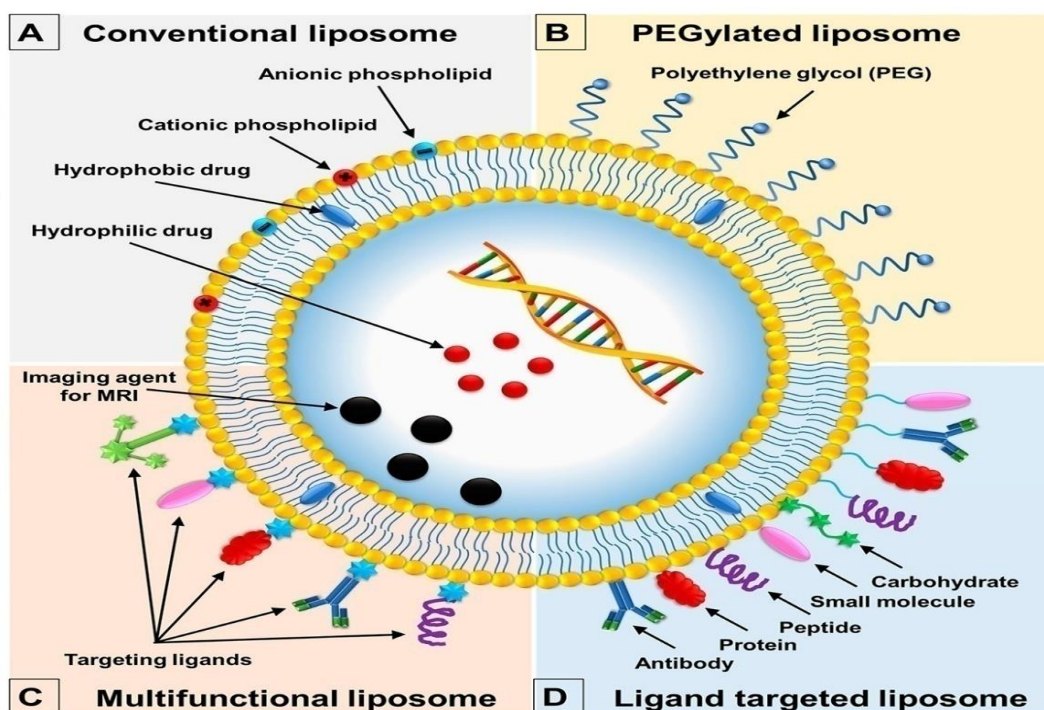 A Conventional liposome
Anionic phospholipid
Cationic phospholipid
Hydrophobic drug
Hydrophilic drug
B PEGylated liposome
Polyethylene glycol (PEG)
Imaging agent
for MRI
Targeting ligands
C Multifunctional liposome
Carbohydrate
Small molecule
Peptide
Protein
Antibody
D Ligand targeted liposome